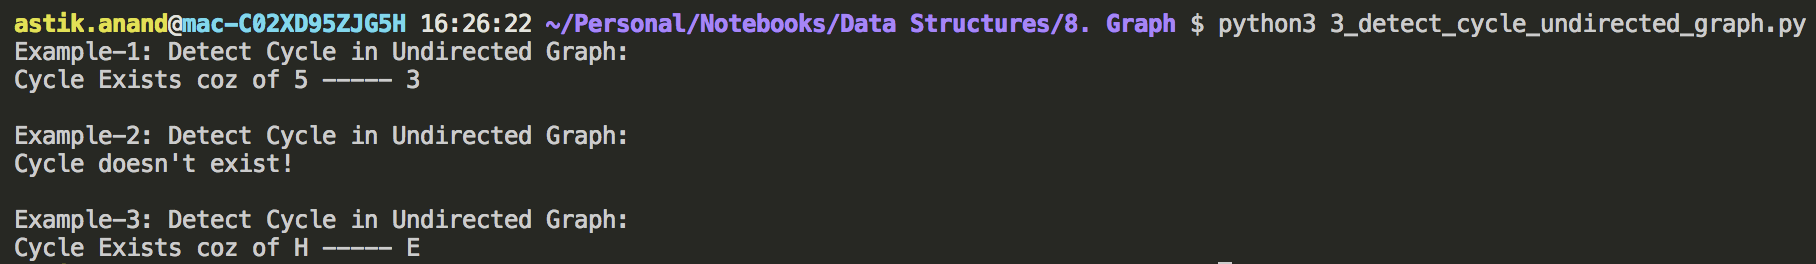 astik.anand@mac-C02XD95ZJG5H 16:26:22 ~/Personal/Notebooks/Data Structures/8. Graph $ python3 3_detect_cycle_undirected_graph.py
Example-1: Detect Cycle in Undirected Graph:
Cycle Exists coz of 5 ----- 3
Example-2: Detect Cycle in Undirected Graph:
Cycle doesn't exist!
Example-3: Detect Cycle in Undirected Graph:
Cycle Exists coz of H ----- E